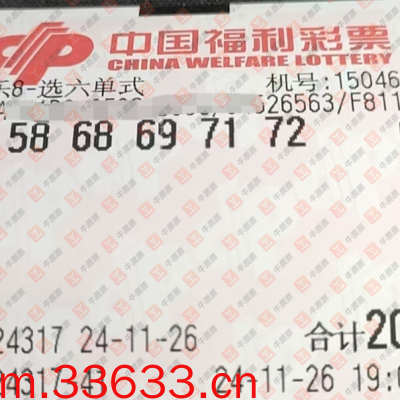 中国福利彩票
CHINA WELFARE LOTTERY
8-选六单式 机号:15046
526563/F811
58 68 69 71 72
24317 24-11-26 合计20
24-11-26 19:0
m.38633.cn